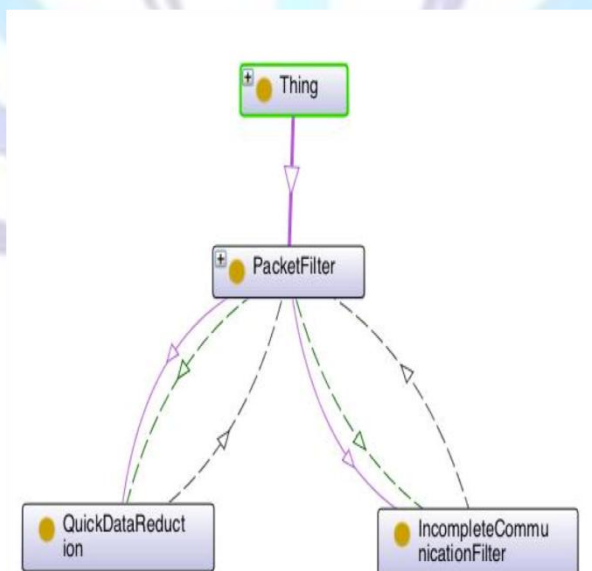 Thing
PacketFilter
QuickDataReduct
ion
IncompleteCommu
nicationFilter